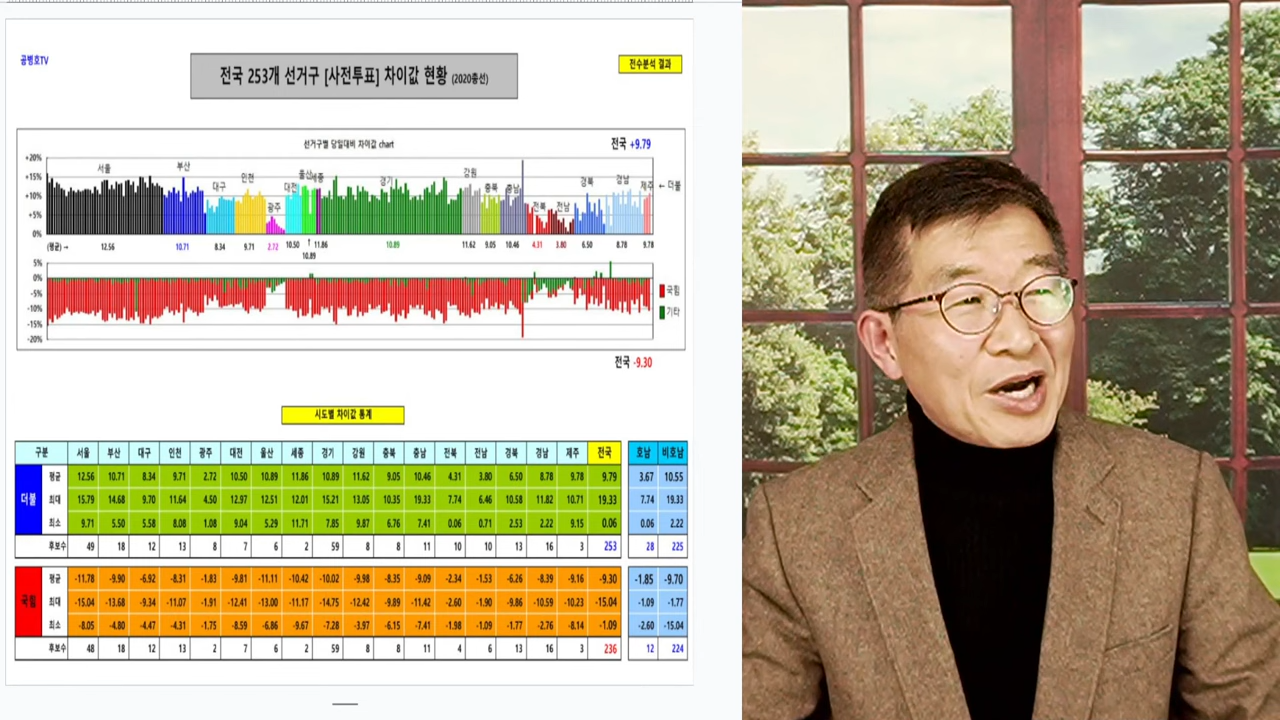 공병호TV
전국 253개 선거구 [사전투표] 차이값 현황 (2020총선)
전수분석 결과
선거구별 당일대비 차이값 chart
전국 +9.79
+20%
+15%
+10%
+5%
0%
서울 부산 대구 인천 광주 대전 울산 세종 경기 강원 충북 충남 전북 전남 경북 경남 제주 ← 더불
(평균) → 12.56 10.71 8.34 9.71 2.72 10.50 ↑ 11.86 10.89 11.62 9.05 10.46 4.31 3.80 6.50 8.78 9.78
10.89
5%
0%
-5%
-10%
-15%
-20%
국힘
기타
전국 -9.30
시도별 차이값 통계
구분 서울 부산 대구 인천 광주 대전 울산 세종 경기 강원 충북 충남 전북 전남 경북 경남 제주 전국 호남 비호남
더불
평균 12.56 10.71 8.34 9.71 2.72 10.50 10.89 11.86 10.89 11.62 9.05 10.46 4.31 3.80 6.50 8.78 9.78 9.79 3.67 10.55
최대 15.79 14.68 9.70 11.64 4.50 12.97 12.51 12.01 15.21 13.05 10.35 19.33 7.74 6.46 10.58 11.82 10.71 19.33 7.74 19.33
최소 9.71 5.50 5.58 8.08 1.08 9.04 5.29 11.71 7.85 9.87 6.76 7.41 0.06 0.71 2.53 2.22 9.15 0.06 0.06 2.22
후보수 49 18 12 13 8 7 6 2 59 8 8 11 10 10 13 16 3 253 28 225
국힘
평균 -11.78 -9.90 -6.92 -8.31 -1.83 -9.81 -11.11 -10.42 -10.02 -9.98 -8.35 -9.09 -2.34 -1.53 -6.26 -8.39 -9.16 -9.30 -1.85 -9.70
최대 -15.04 -13.68 -9.34 -11.07 -1.91 -12.41 -13.00 -11.17 -14.75 -12.42 -9.89 -11.42 -2.60 -1.90 -9.86 -10.59 -10.23 -15.04 -1.09 -1.77
최소 -8.05 -4.80 -4.47 -4.31 -1.75 -8.59 -6.86 -9.67 -7.28 -3.97 -6.15 -7.41 -1.98 -1.09 -1.77 -2.76 -8.14 -1.09 -2.60 -15.04
후보수 48 18 12 13 2 7 6 2 59 8 8 11 4 6 13 16 3 236 12 224